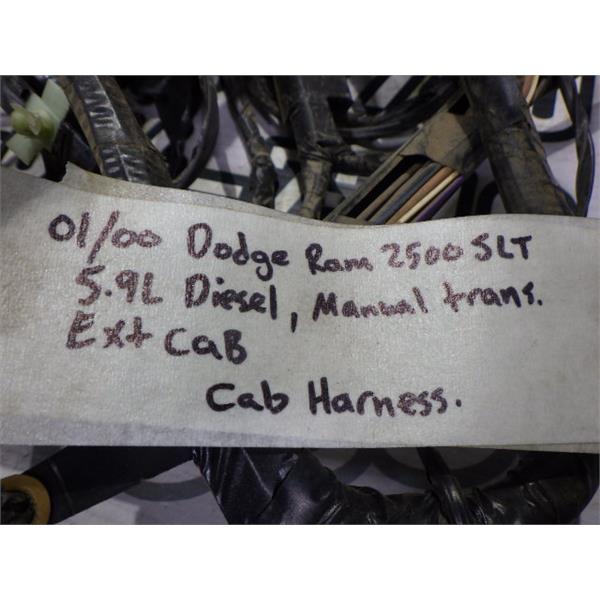 01/00 Dodge Ram 2500 SLT
5.9L Diesel, Manual trans.
Ext CaB
Cab Harness.